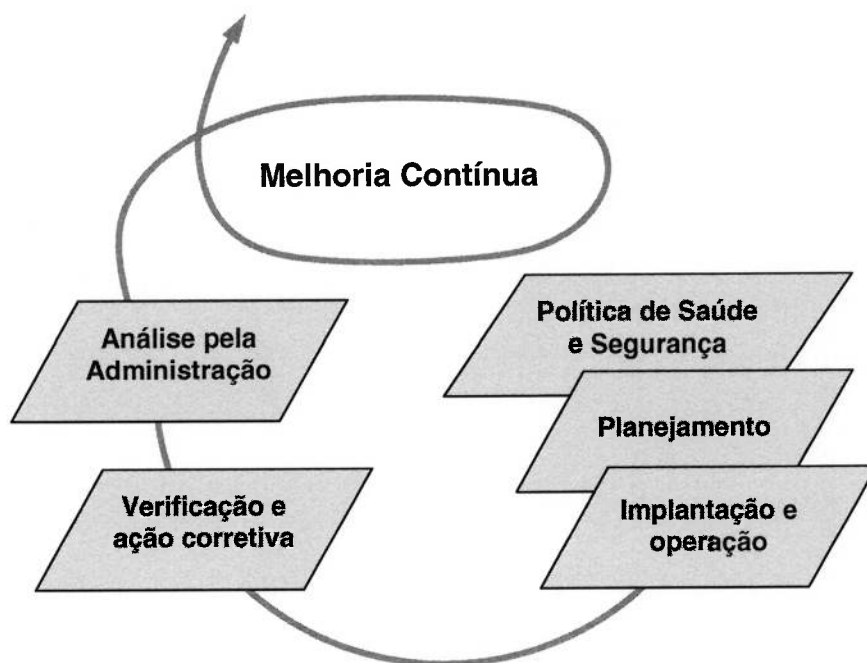 Melhoria Contínua
Política de Saúde
e Segurança
Planejamento
Implantação e
operação
Verificação e
ação corretiva
Análise pela
Administração